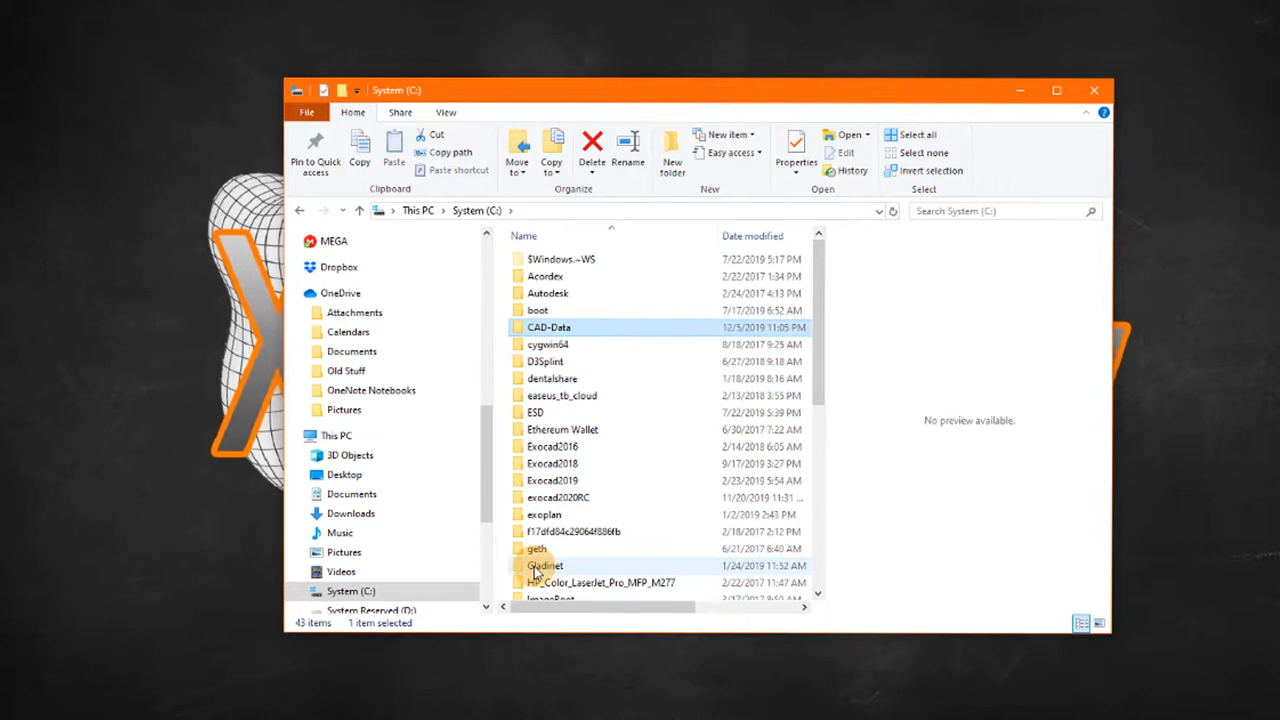 System (C:)
File Home Share View
Pin to Quick access
Copy
Paste
Cut
Copy path
Paste shortcut
Clipboard
Move to
Copy to
Delete
Rename
Organize
New folder
New item
Easy access
New
Properties
Open
Edit
History
Open
Select all
Select none
Invert selection
Select
This PC > System (C:) >
Search System (C:)
MEGA
Dropbox
OneDrive
Attachments
Calendars
Documents
Old Stuff
OneNote Notebooks
Pictures
This PC
3D Objects
Desktop
Documents
Downloads
Music
Pictures
Videos
System (C:)
System Reserved (D:)
Name Date modified
$Windows.~WS 7/22/2019 5:17 PM
Acordex 2/22/2017 1:34 PM
Autodesk 2/24/2017 4:13 PM
boot 7/17/2019 6:52 AM
CAD-Data 12/5/2019 11:05 PM
cygwin64 8/18/2017 9:25 AM
D3Splint 6/27/2018 9:18 AM
dentalshare 1/18/2019 8:16 AM
easeus_tb_cloud 2/13/2018 3:55 PM
ESD 7/22/2019 5:39 PM
Ethereum Wallet 6/30/2017 7:22 AM
Exocad2016 2/14/2018 6:05 AM
Exocad2018 9/17/2019 3:27 PM
Exocad2019 2/23/2019 5:54 AM
exocad2020RC 11/20/2019 11:31 ...
exoplan 1/2/2019 2:43 PM
f17dfd84c29064f886fb 2/18/2017 2:12 PM
geth 6/21/2017 6:40 AM
Gladinet 1/24/2019 11:52 AM
HP_Color_LaserJet_Pro_MFP_M277 2/22/2017 11:47 AM
ImageRoot 3/17/2017 8:50 AM
No preview available.
43 items 1 item selected